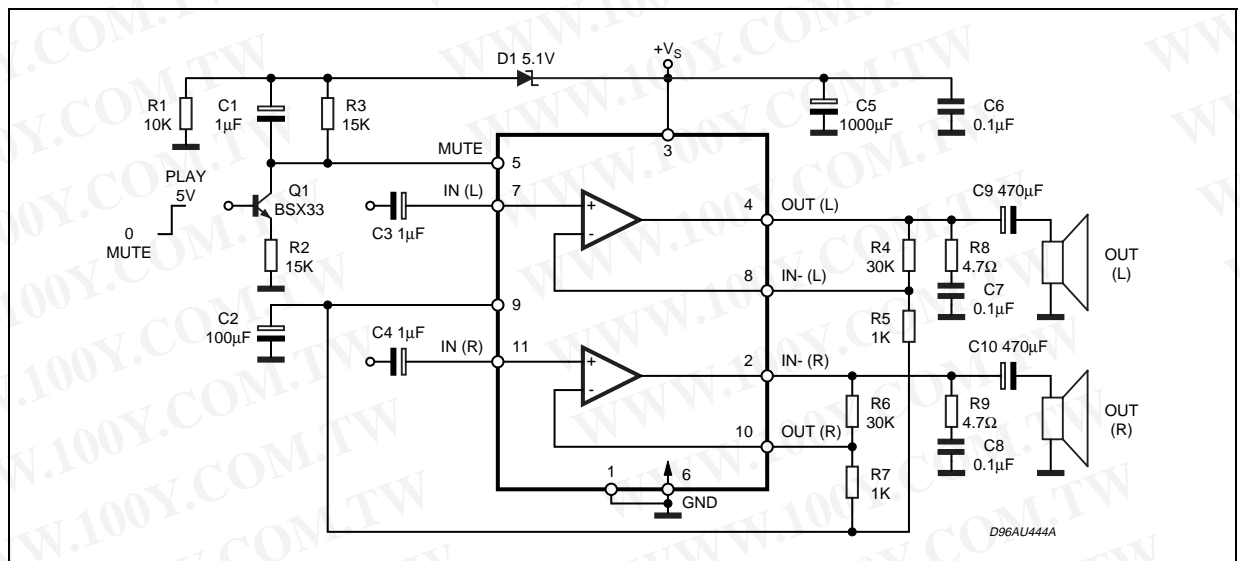 WWW.100Y.COM.TW
+VS
D1 5.1V
R1
10K
C1
1µF
R3
15K
C5
1000µF
C6
0.1µF
3
MUTE
5
PLAY
5V
0
MUTE
Q1
BSX33
R2
15K
IN (L)
7
C3 1µF
+
-
4
OUT (L)
8
IN- (L)
R4
30K
R8
4.7Ω
C7
0.1µF
C9 470µF
OUT
(L)
R5
1K
9
C2
100µF
C4 1µF
IN (R)
11
+
-
2
IN- (R)
10
OUT (R)
R6
30K
R9
4.7Ω
C8
0.1µF
C10 470µF
OUT
(R)
R7
1K
1
6
GND
D96AU444A